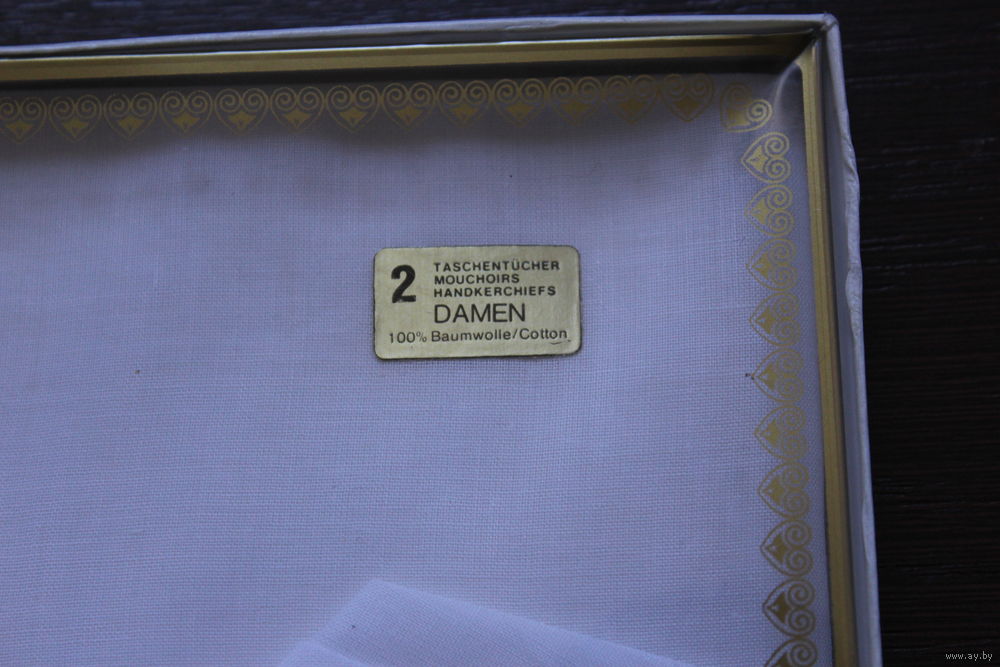 2 TASCHENTÜCHER
MOUCHOIRS
HANDKERCHIEFS
DAMEN
100% Baumwolle/Cotton
www.ay.by